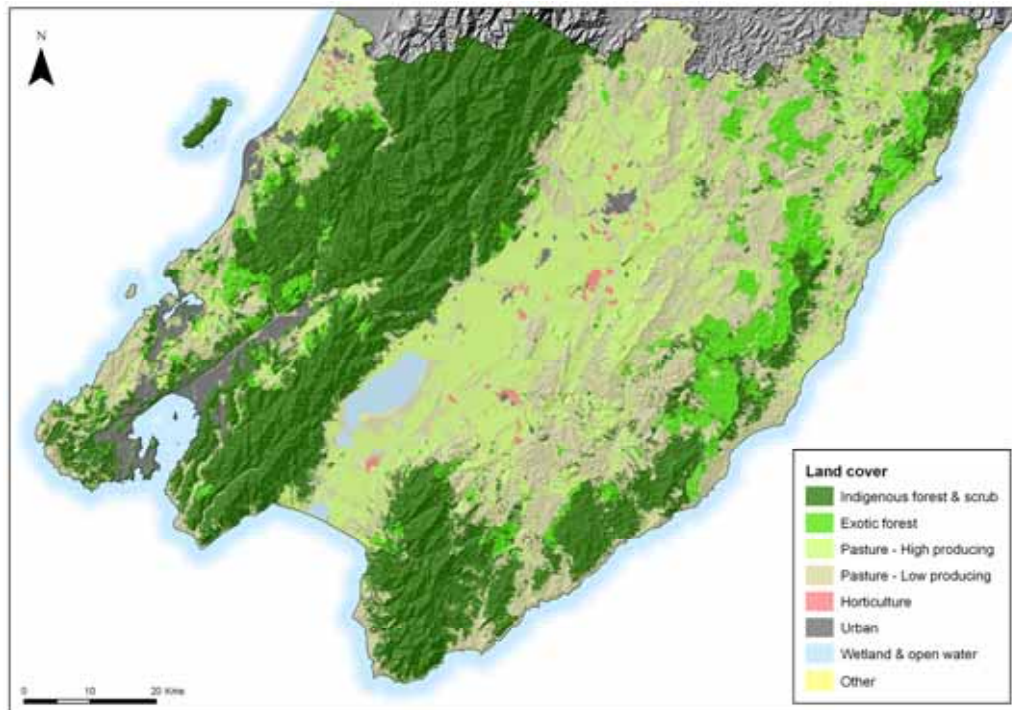 N
Land cover
Indigenous forest & scrub
Exotic forest
Pasture - High producing
Pasture - Low producing
Horticulture
Urban
Wetland & open water
Other
0 10 20 Kms